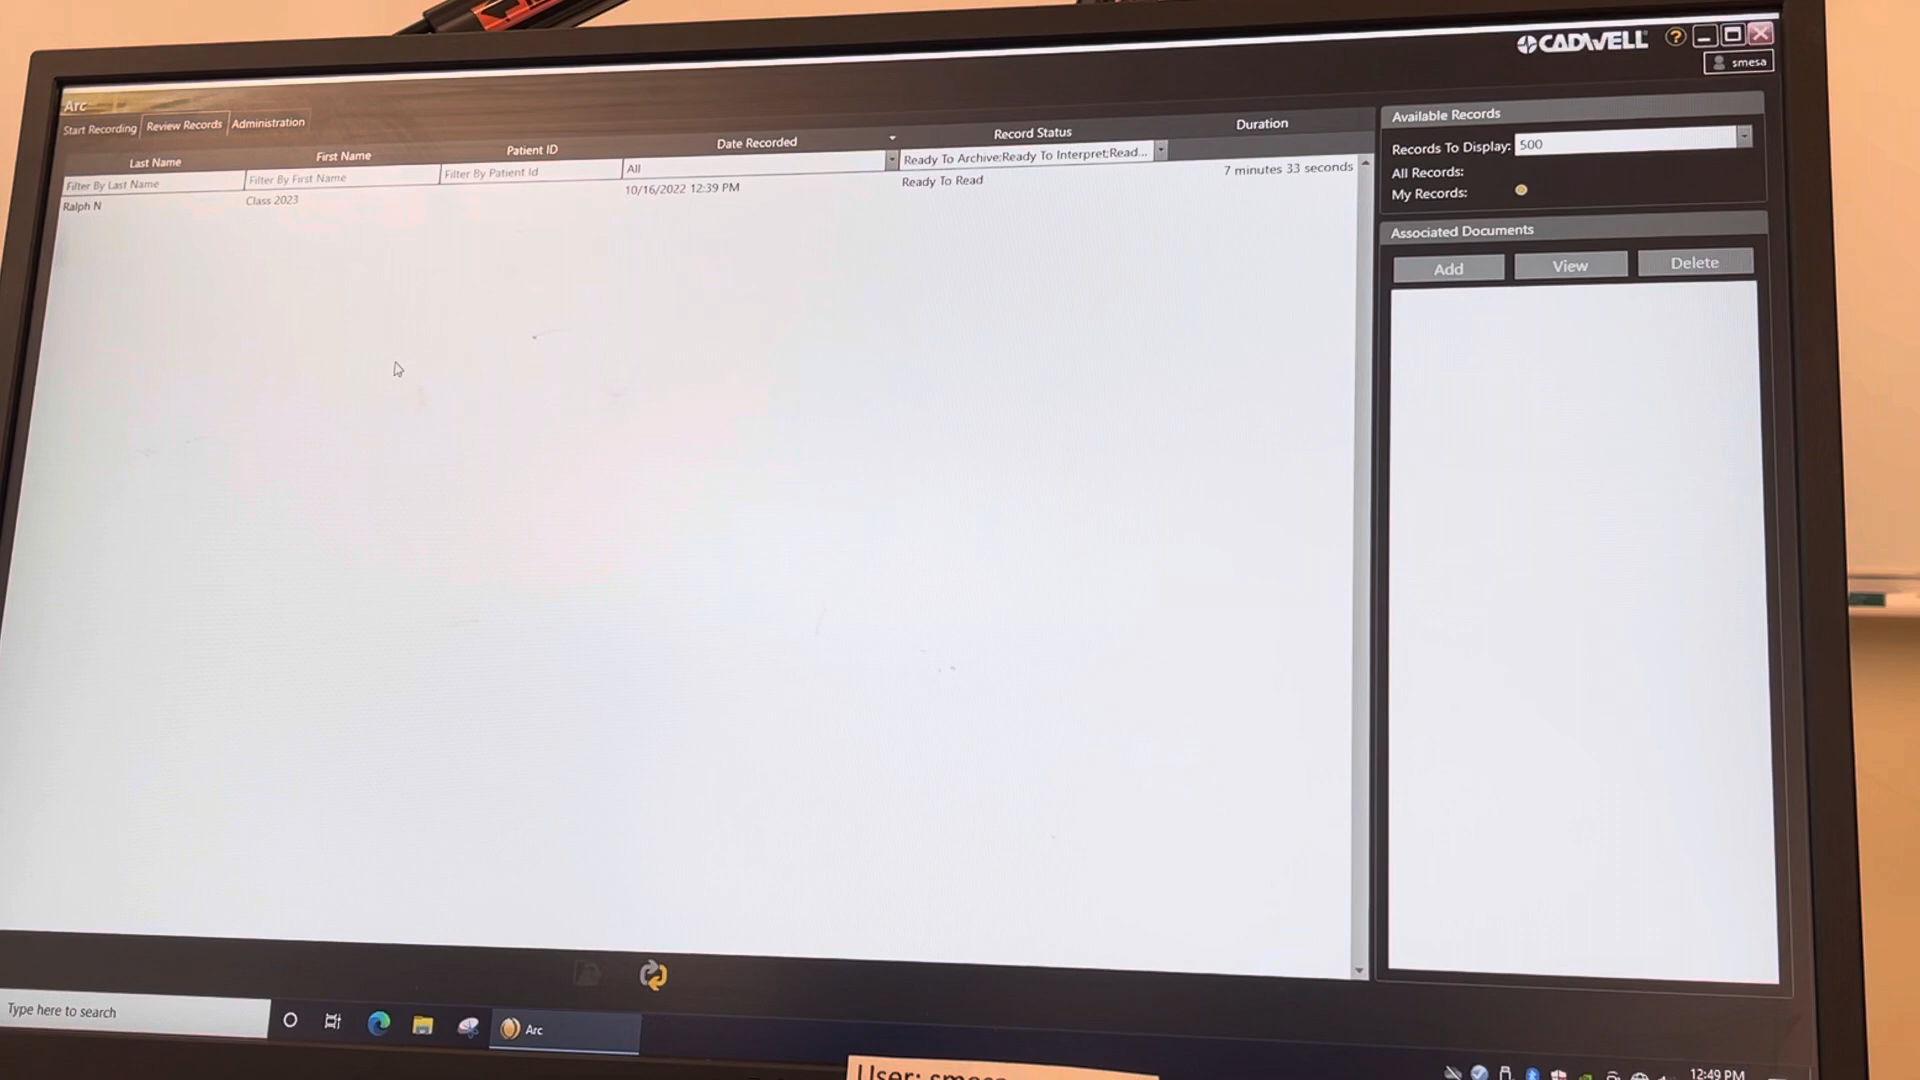 CADWELL
?
smesa
Arc
Start Recording Review Records Administration
Last Name First Name Patient ID Date Recorded Record Status Duration
Filter By Last Name Filter By First Name Filter By Patient Id All Ready To Archive;Ready To Interpret;Read...
Ralph N Class 2023 10/16/2022 12:39 PM Ready To Read 7 minutes 33 seconds
Available Records
Records To Display: 500
All Records:
My Records:
Associated Documents
Add View Delete
Type here to search
Arc
12:49 PM
User: